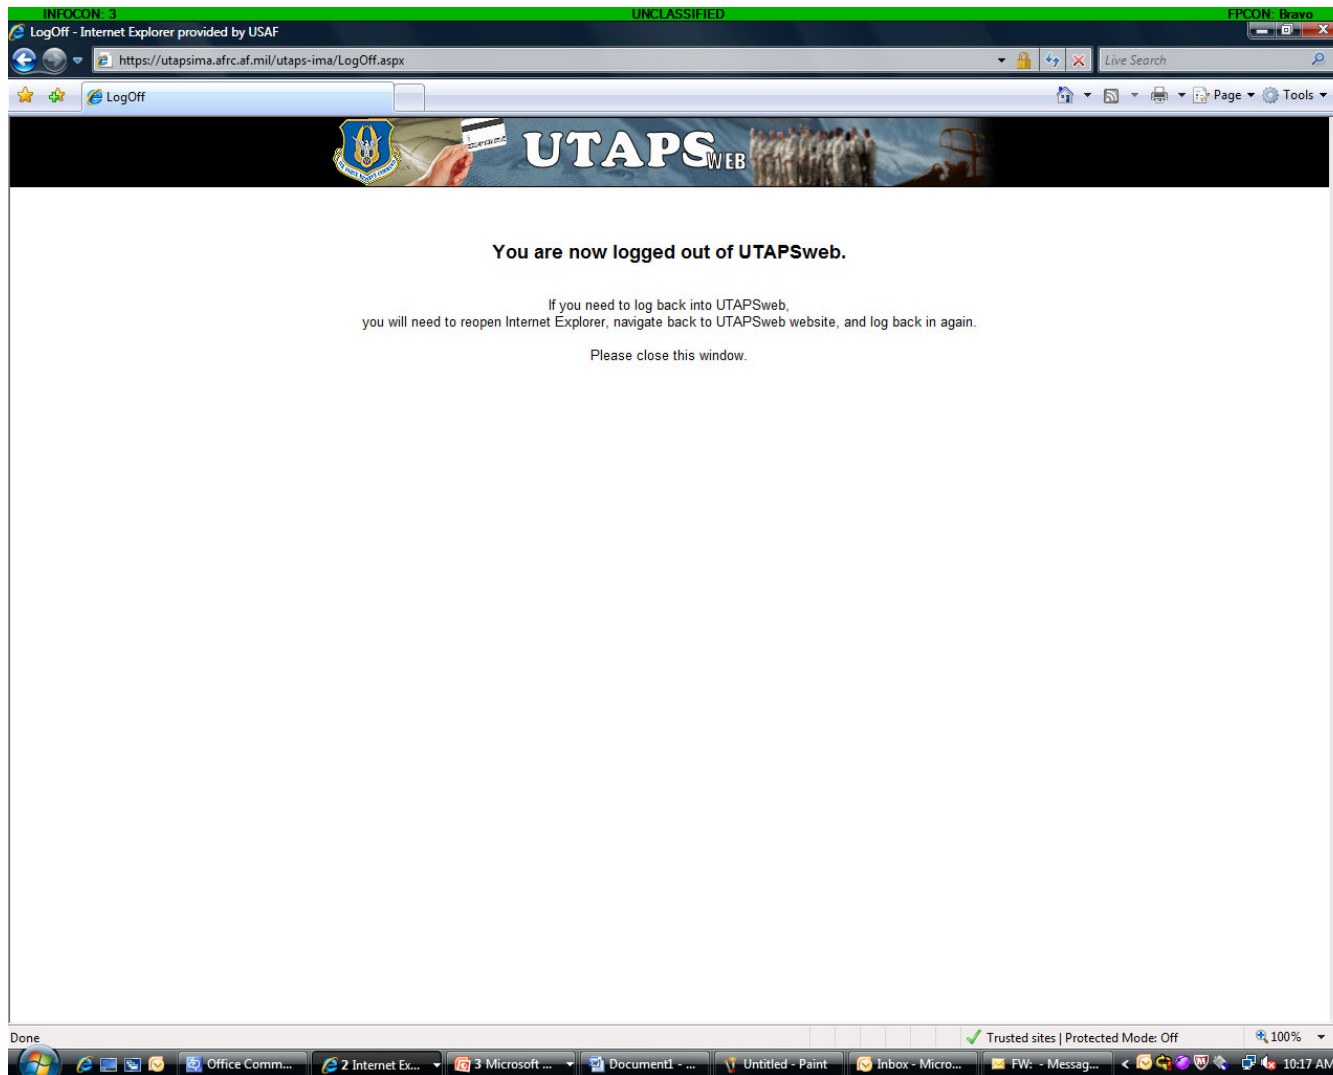 INFOCON: 3 UNCLASSIFIED FPCON: Bravo
LogOff - Internet Explorer provided by USAF
https://utapsima.afrc.af.mil/utaps-ima/LogOff.aspx Live Search
LogOff Page Tools
UTAPS WEB
You are now logged out of UTAPSweb.
If you need to log back into UTAPSweb,
you will need to reopen Internet Explorer, navigate back to UTAPSweb website, and log back in again.
Please close this window.
Done Trusted sites | Protected Mode: Off 100%
Office Comm... 2 Internet Ex... 3 Microsoft ... Document1 - ... Untitled - Paint Inbox - Micro... FW: - Messag... < 10:17 AM